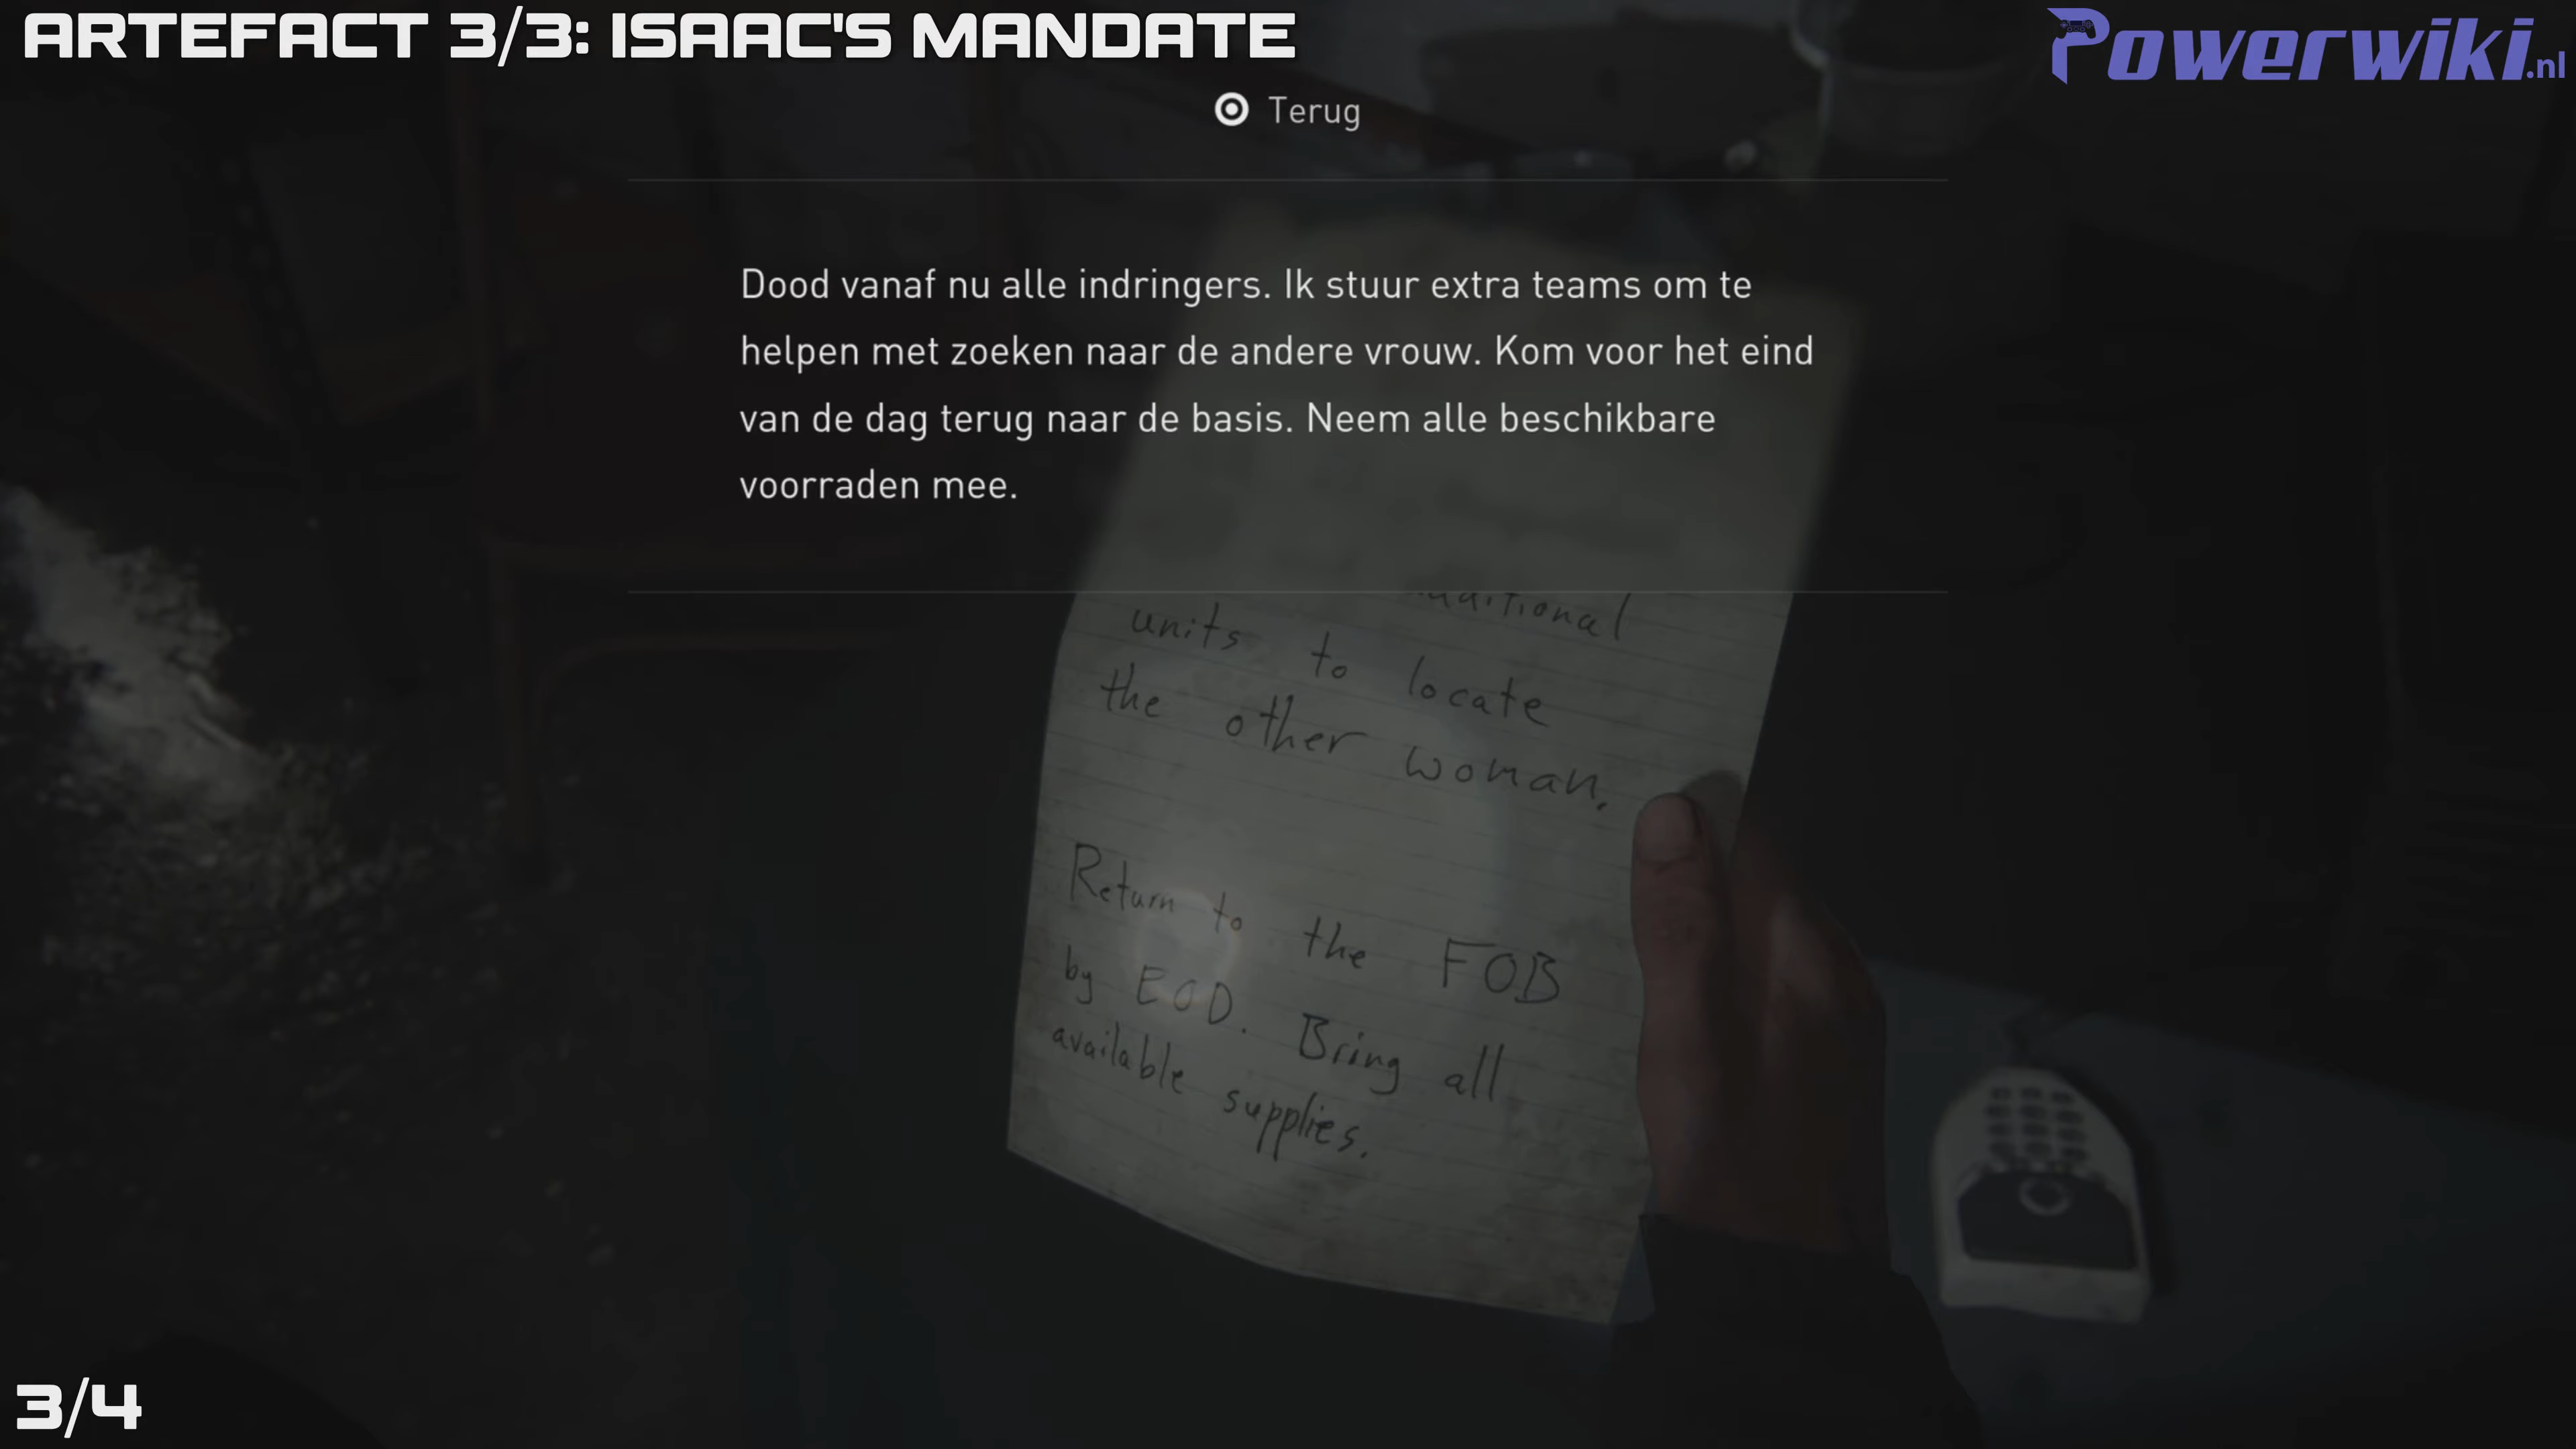 ARTEFACT 3/3: ISAAC'S MANDATE
Powerwiki.nl
Terug
Dood vanaf nu alle indringers. Ik stuur extra teams om te
helpen met zoeken naar de andere vrouw. Kom voor het eind
van de dag terug naar de basis. Neem alle beschikbare
voorraden mee.
units to locate
the other woman.
Return to the FOB
by EOD. Bring all
available supplies.
3/4